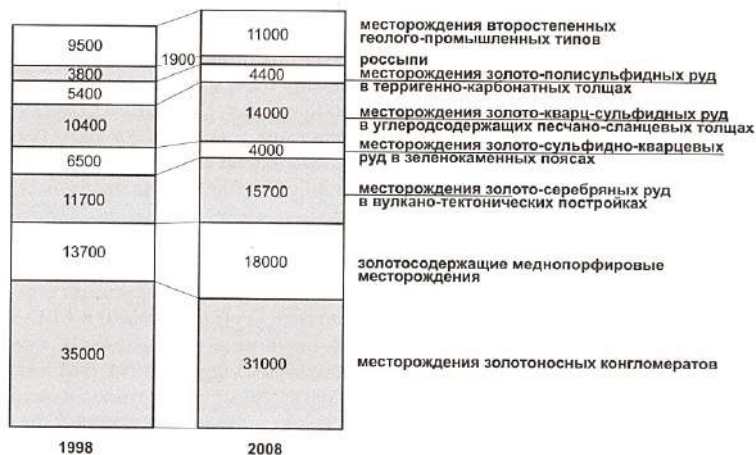 9500
3800
5400
10400
6500
11700
13700
35000
1998
1900
11000
4400
14000
4000
15700
18000
31000
2008
месторождения второстепенных
геолого-промышленных типов
россыпи
месторождения золото-полисульфидных руд
в терригенно-карбонатных толщах
месторождения золото-кварц-сульфидных руд
в углеродсодержащих песчано-сланцевых толщах
месторождения золото-сульфидно-кварцевых
руд в зеленокаменных поясах
месторождения золото-серебряных руд
в вулкано-тектонических постройках
золотосодержащие меднопорфировые
месторождения
месторождения золотоносных конгломератов